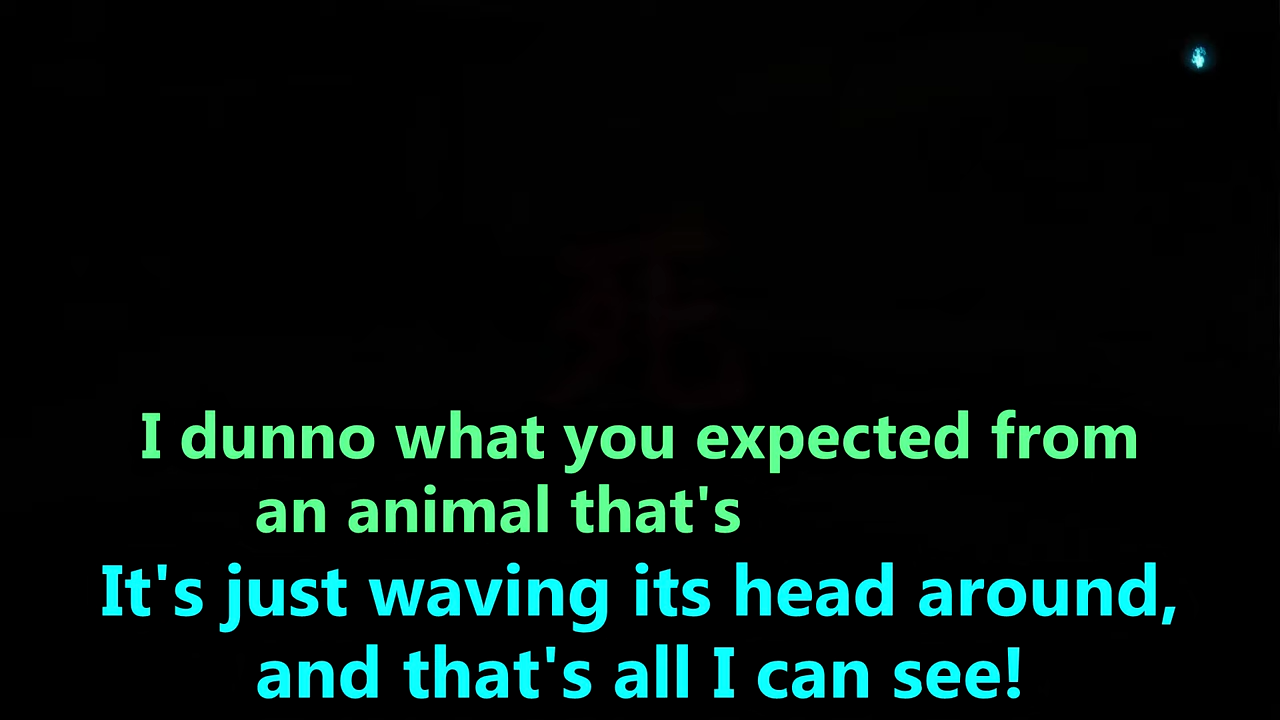 死
I dunno what you expected from
an animal that's
It's just waving its head around,
and that's all I can see!